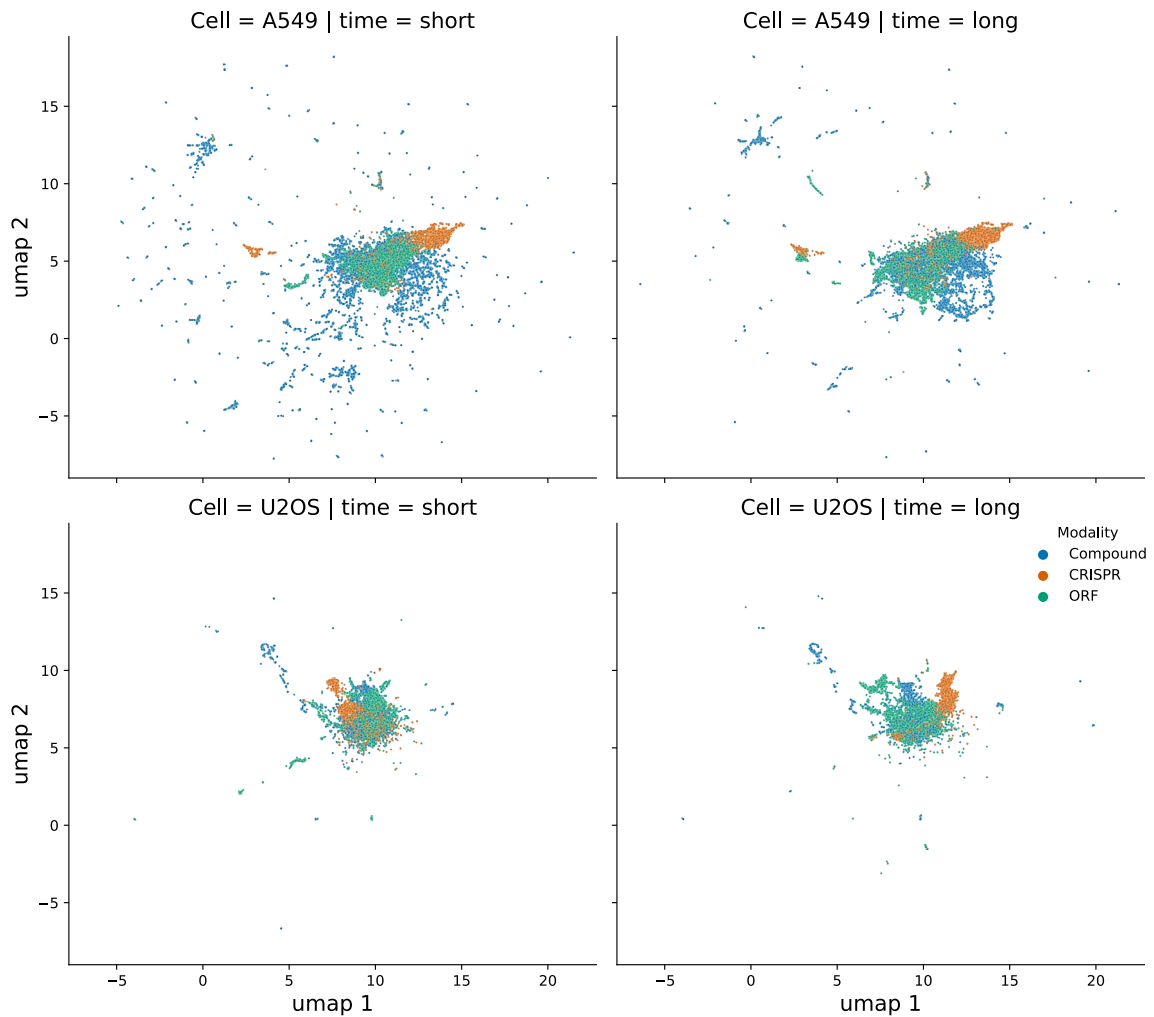 Cell = A549 | time = short
Cell = A549 | time = long
umap 2
15
10
5
0
−5
Cell = U2OS | time = short
Cell = U2OS | time = long
Modality
Compound
CRISPR
ORF
umap 2
15
10
5
0
−5
−5 0 5 10 15 20
−5 0 5 10 15 20
umap 1
umap 1